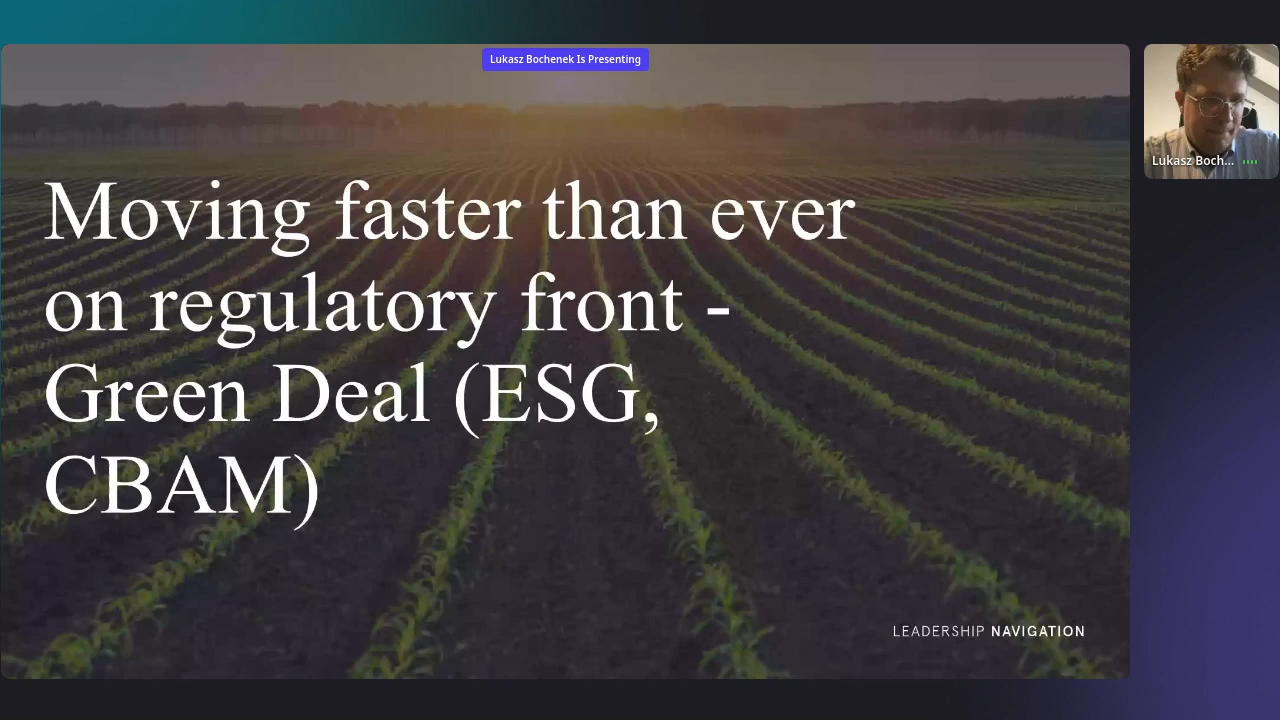 Lukasz Bochenek Is Presenting
Moving faster than ever
on regulatory front -
Green Deal (ESG,
CBAM)
LEADERSHIP NAVIGATION
Lukasz Boch...